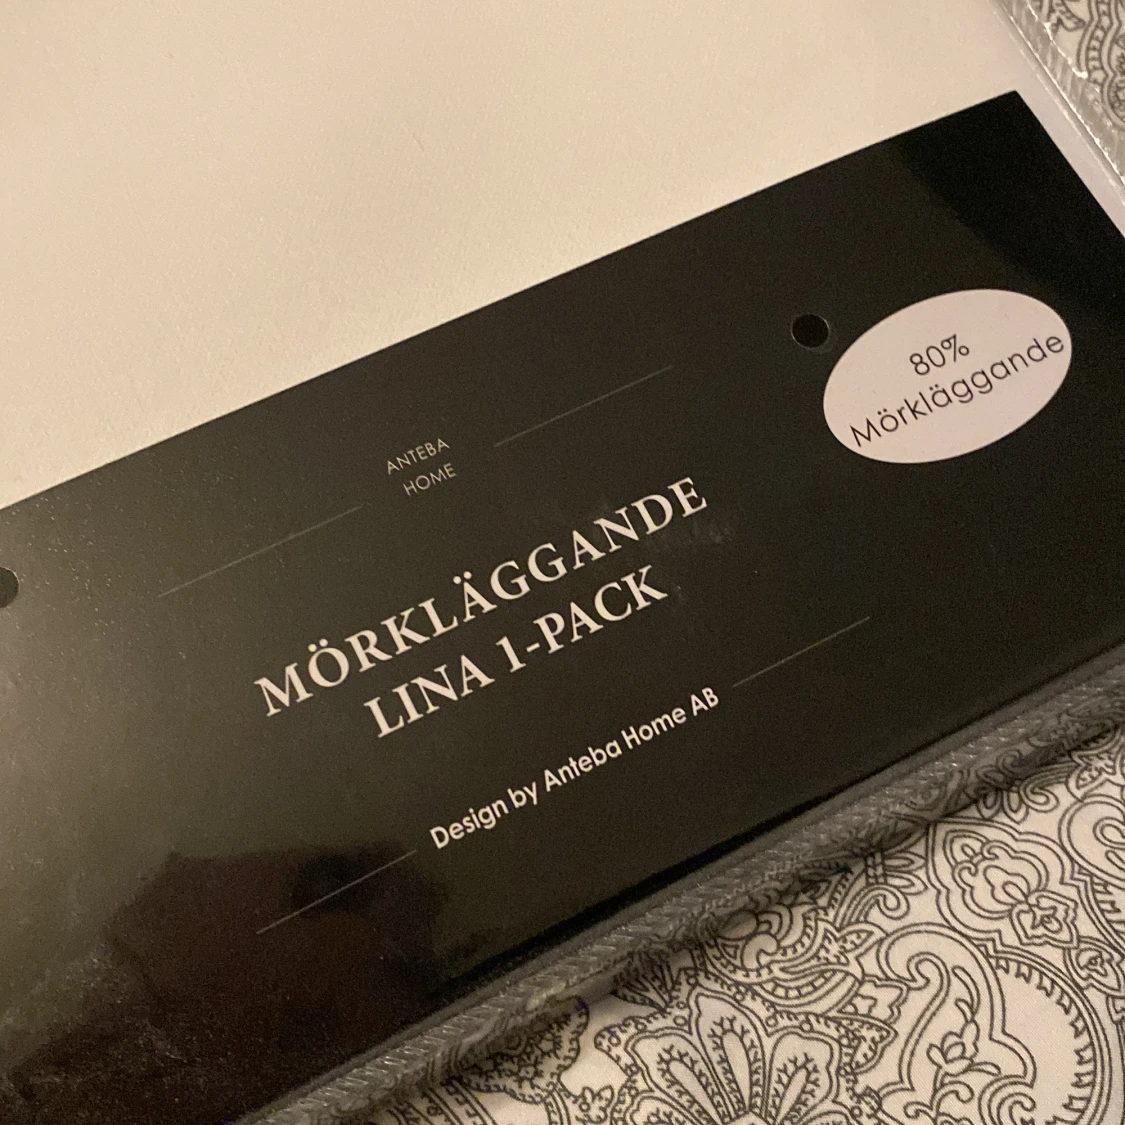 80%
Mörkläggande
ANTEBA
HOME
MÖRKLÄGGANDE
LINA 1-PACK
Design by Anteba Home AB